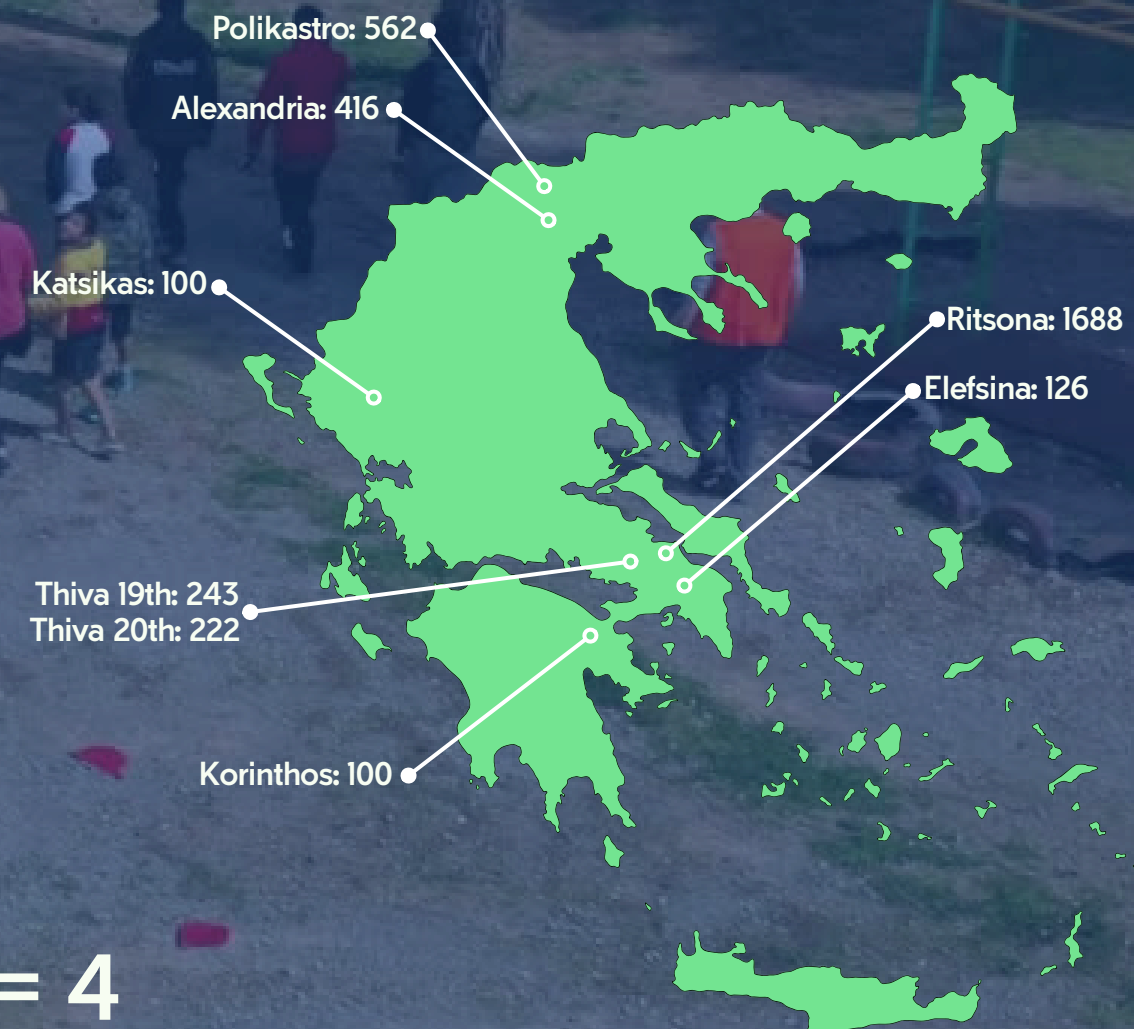 Polikastro: 562
Alexandria: 416
Katsikas: 100
Ritsona: 1688
Elefsina: 126
Thiva 19th: 243
Thiva 20th: 222
Korinthos: 100
= 4